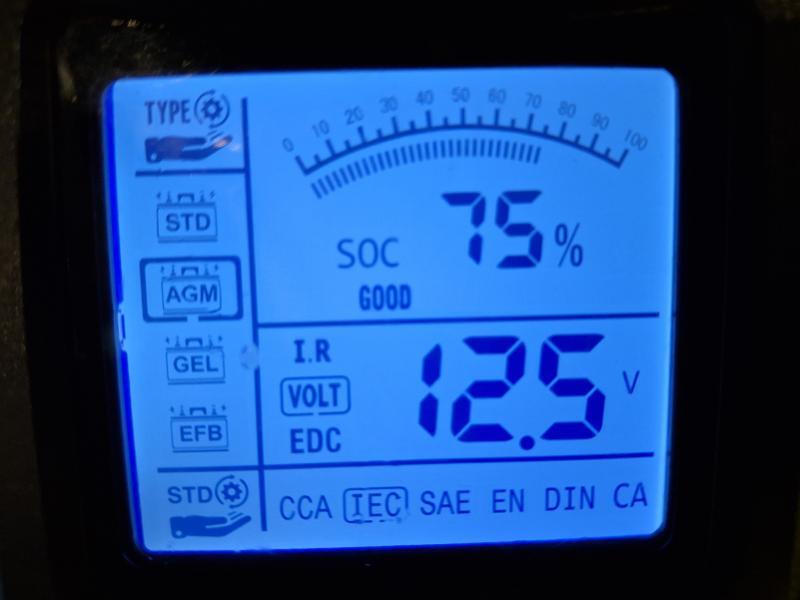 TYPE
0 10 20 30 40 50 60 70 80 90 100
STD
AGM
GEL
EFB
STD
SOC 75 %
GOOD
I.R
VOLT
EDC
12.5 V
CCA IEC SAE EN DIN CA